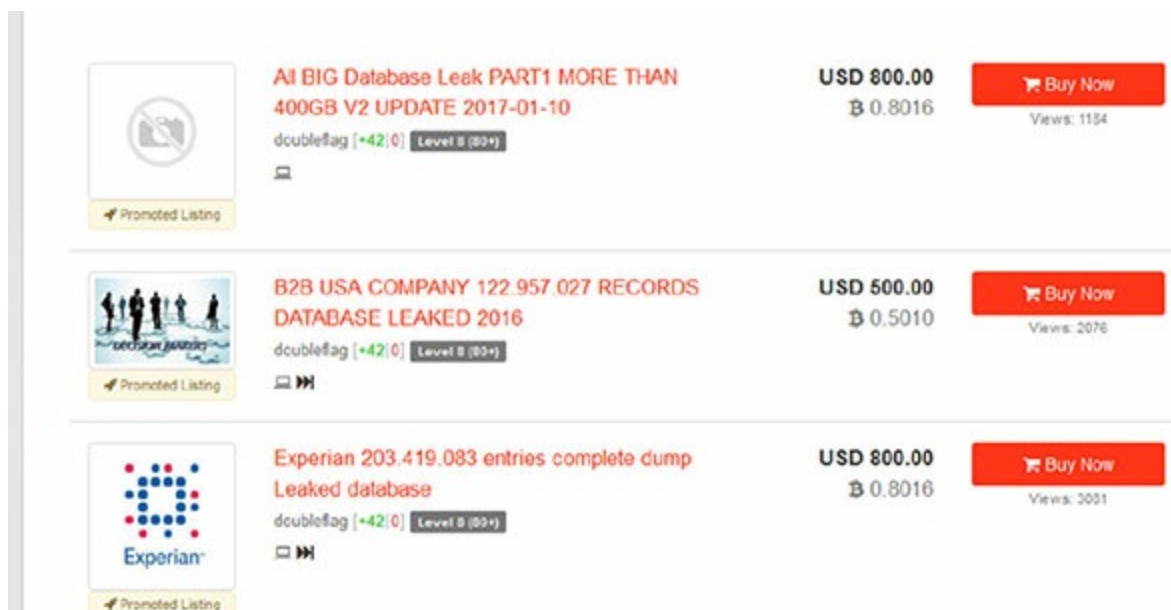 All BIG Database Leak PART1 MORE THAN
400GB V2 UPDATE 2017-01-10
doubleflag [+42|0] Level 8 (80+)
USD 800.00
฿ 0.8016
Buy Now
Views: 1184
Promoted Listing
B2B USA COMPANY 122.957.027 RECORDS
DATABASE LEAKED 2016
doubleflag [+42|0] Level 8 (80+)
USD 500.00
฿ 0.5010
Buy Now
Views: 2076
Promoted Listing
Experian 203.419.083 entries complete dump
Leaked database
doubleflag [+42|0] Level 8 (80+)
USD 800.00
฿ 0.8016
Buy Now
Views:
Experian
Promoted Listing